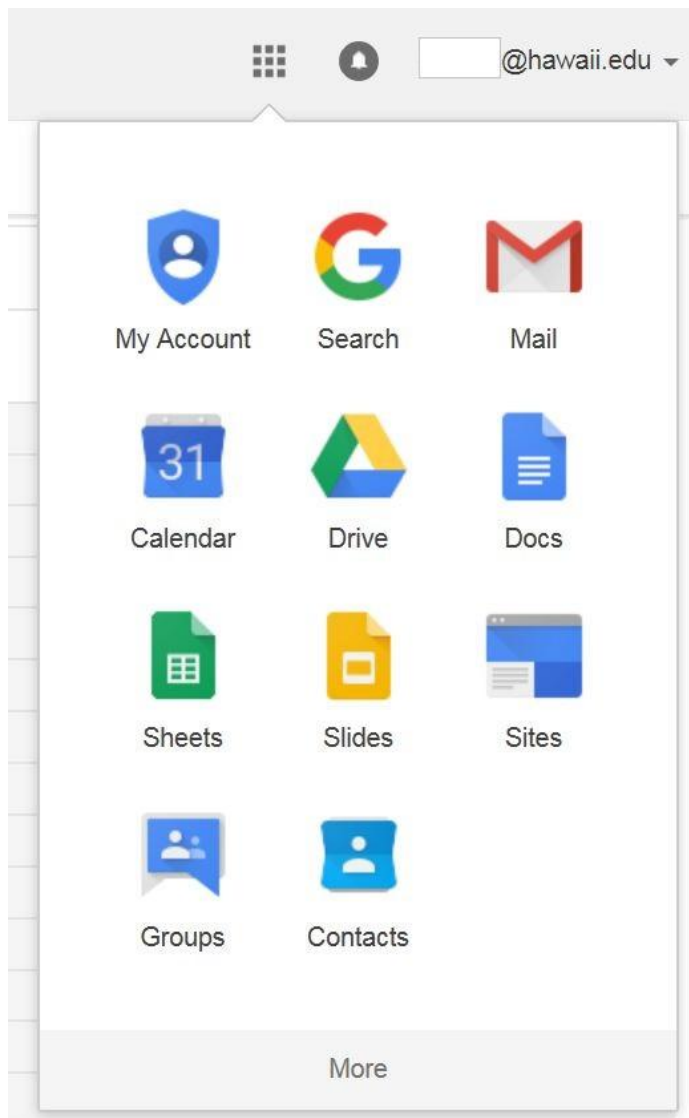 @hawaii.edu
My Account Search Mail
31
Calendar Drive Docs
Sheets Slides Sites
Groups Contacts
More